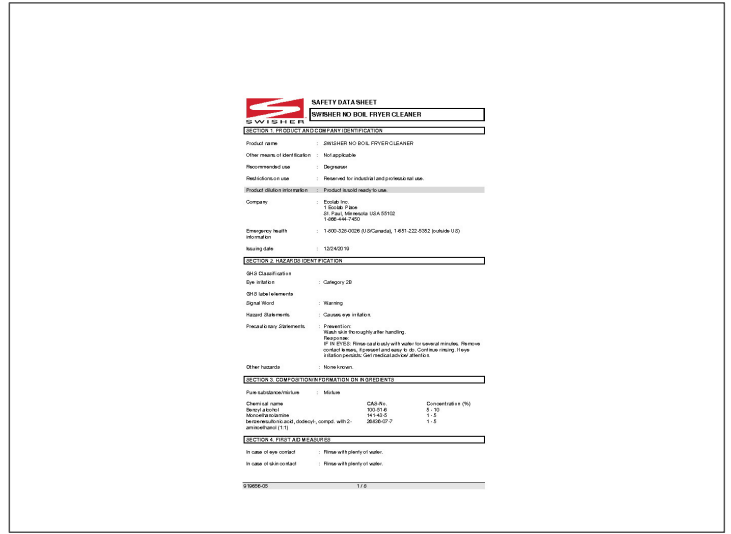 SAFETY DATA SHEET
SWISHER
SWISHER NO BOIL FRYER CLEANER
SECTION 1. PRODUCT AND COMPANY IDENTIFICATION
Product name : SWISHER NO BOIL FRYER CLEANER
Other means of identification : Not applicable
Recommended use : Degreaser
Restrictions on use : Reserved for industrial and professional use.
Product dilution information : Product is sold ready to use.
Company : Ecolab Inc.
1 Ecolab Place
St. Paul, Minnesota USA 55102
1-866-444-7450
Emergency health information : 1-800-328-0026 (US/Canada), 1-651-222-5352 (outside US)
Issuing date : 12/24/2019
SECTION 2. HAZARDS IDENTIFICATION
GHS Classification
Eye irritation : Category 2B
GHS label elements
Signal Word : Warning
Hazard Statements : Causes eye irritation.
Precautionary Statements : Prevention:
Wash skin thoroughly after handling.
Response:
IF IN EYES: Rinse cautiously with water for several minutes. Remove
contact lenses, if present and easy to do. Continue rinsing. If eye
irritation persists: Get medical advice/ attention.
Other hazards : None known.
SECTION 3. COMPOSITION/INFORMATION ON INGREDIENTS
Pure substance/mixture : Mixture
Chemical name CAS-No. Concentration (%)
Benzyl alcohol 100-51-6 5 - 10
Monoethanolamine 141-43-5 1 - 5
benzenesulfonic acid, dodecyl-, compd. with 2- 26836-07-7 1 - 5
aminoethanol (1:1)
SECTION 4. FIRST AID MEASURES
In case of eye contact : Rinse with plenty of water.
In case of skin contact : Rinse with plenty of water.
919656-05 1 / 8